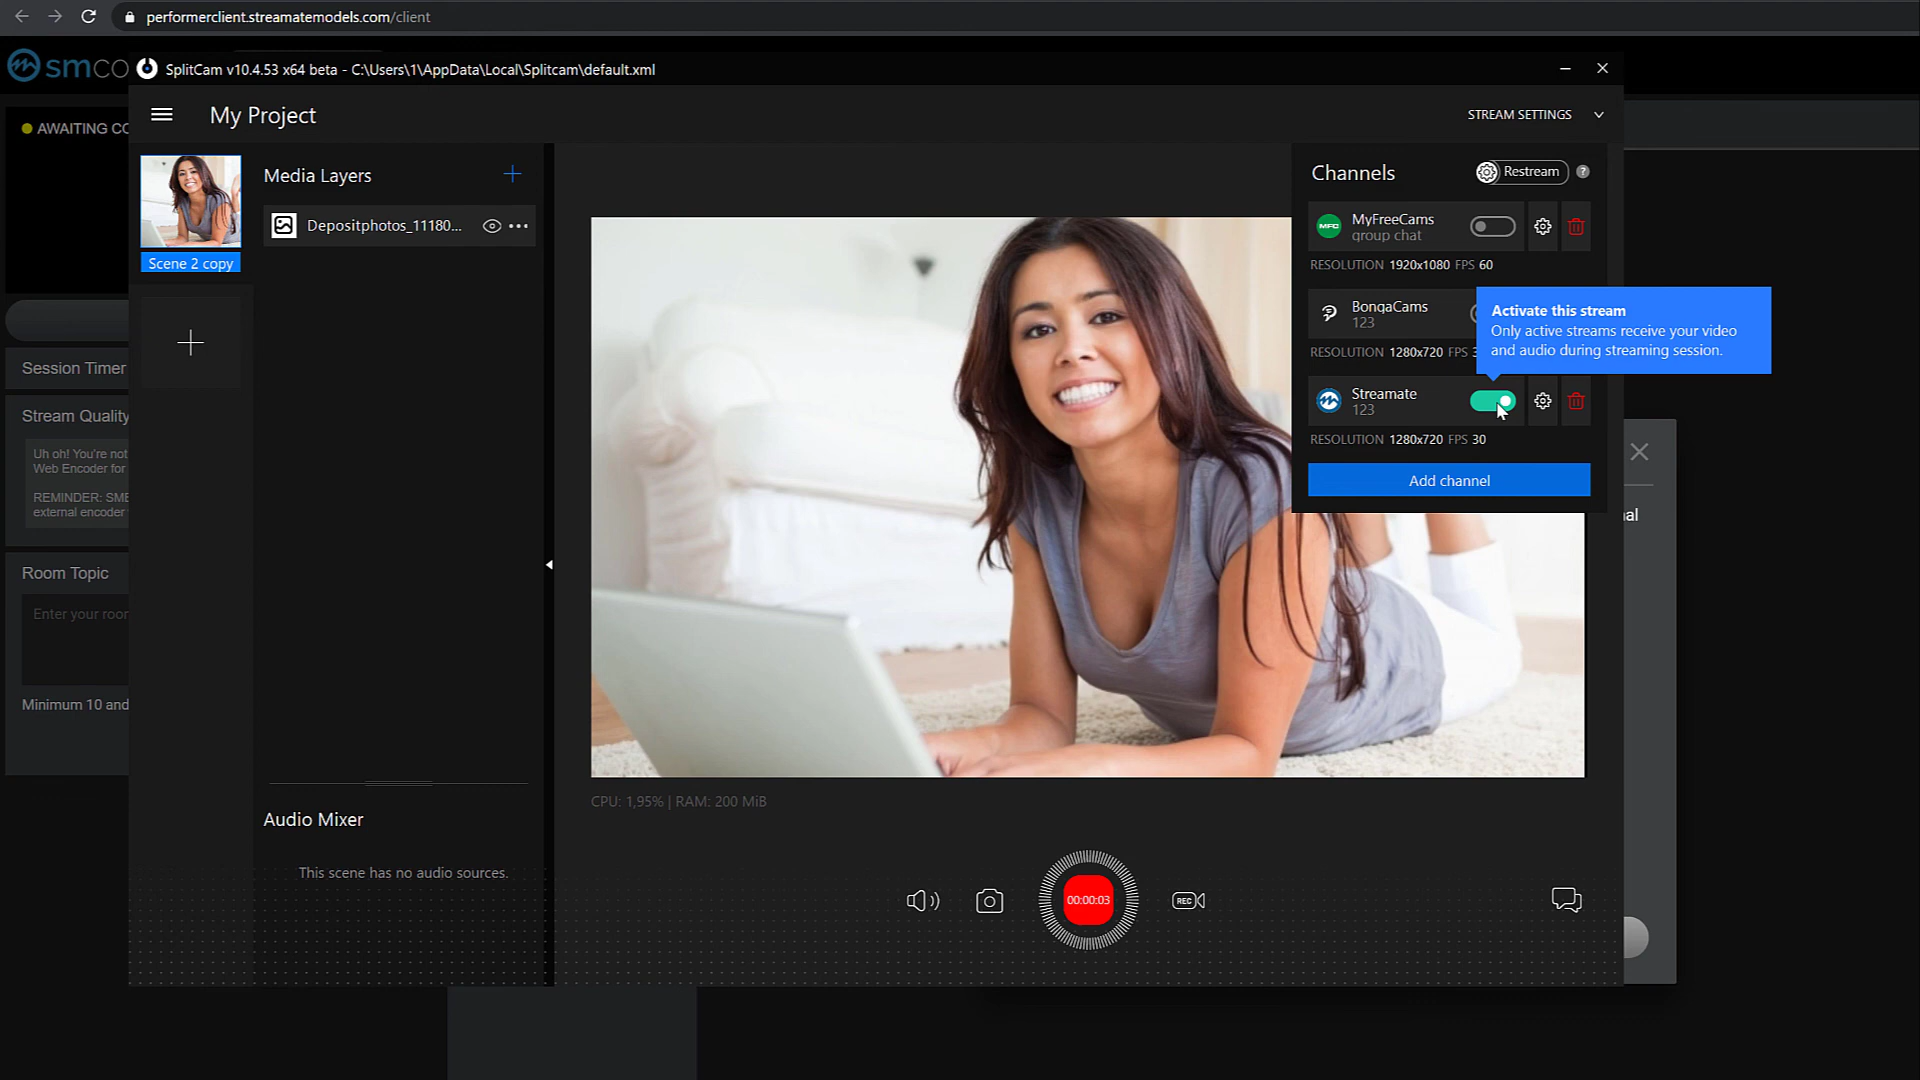 performerclient.streamatemodels.com/client
smco
SplitCam v10.4.53 x64 beta - C:\Users\1\AppData\Local\Splitcam\default.xml
My Project
STREAM SETTINGS
AWAITING CO
Scene 2 copy
Media Layers
Depositphotos_11180...
Channels
Restream
?
MFC
MyFreeCams
group chat
RESOLUTION 1920x1080 FPS 60
BongaCams
123
RESOLUTION 1280x720 FPS 3
Activate this stream
Only active streams receive your video
and audio during streaming session.
Streamate
123
RESOLUTION 1280x720 FPS 30
Add channel
Session Timer
Stream Quality
Uh oh! You're not
Web Encoder for
REMINDER: SME
external encoder
Room Topic
Enter your room
Minimum 10 and
nal
CPU: 1,95% | RAM: 200 MiB
Audio Mixer
This scene has no audio sources.
00:00:03
REC